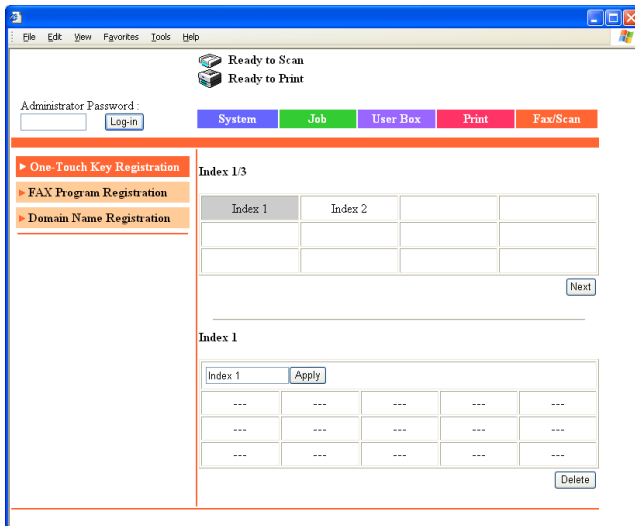 File Edit View Favorites Tools Help
Ready to Scan
Ready to Print
Administrator Password :
Log-in
System Job User Box Print Fax/Scan
One-Touch Key Registration
FAX Program Registration
Domain Name Registration
Index 1/3
Index 1 Index 2
Next
Index 1
Index 1 Apply
--- --- --- --- ---
--- --- --- --- ---
--- --- --- --- ---
Delete